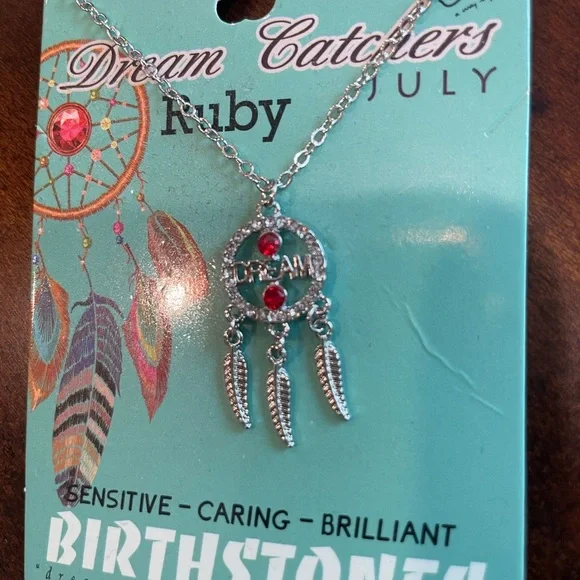 Dream Catchers
JULY
Ruby
DREAM
SENSITIVE – CARING – BRILLIANT
BIRTHSTONES